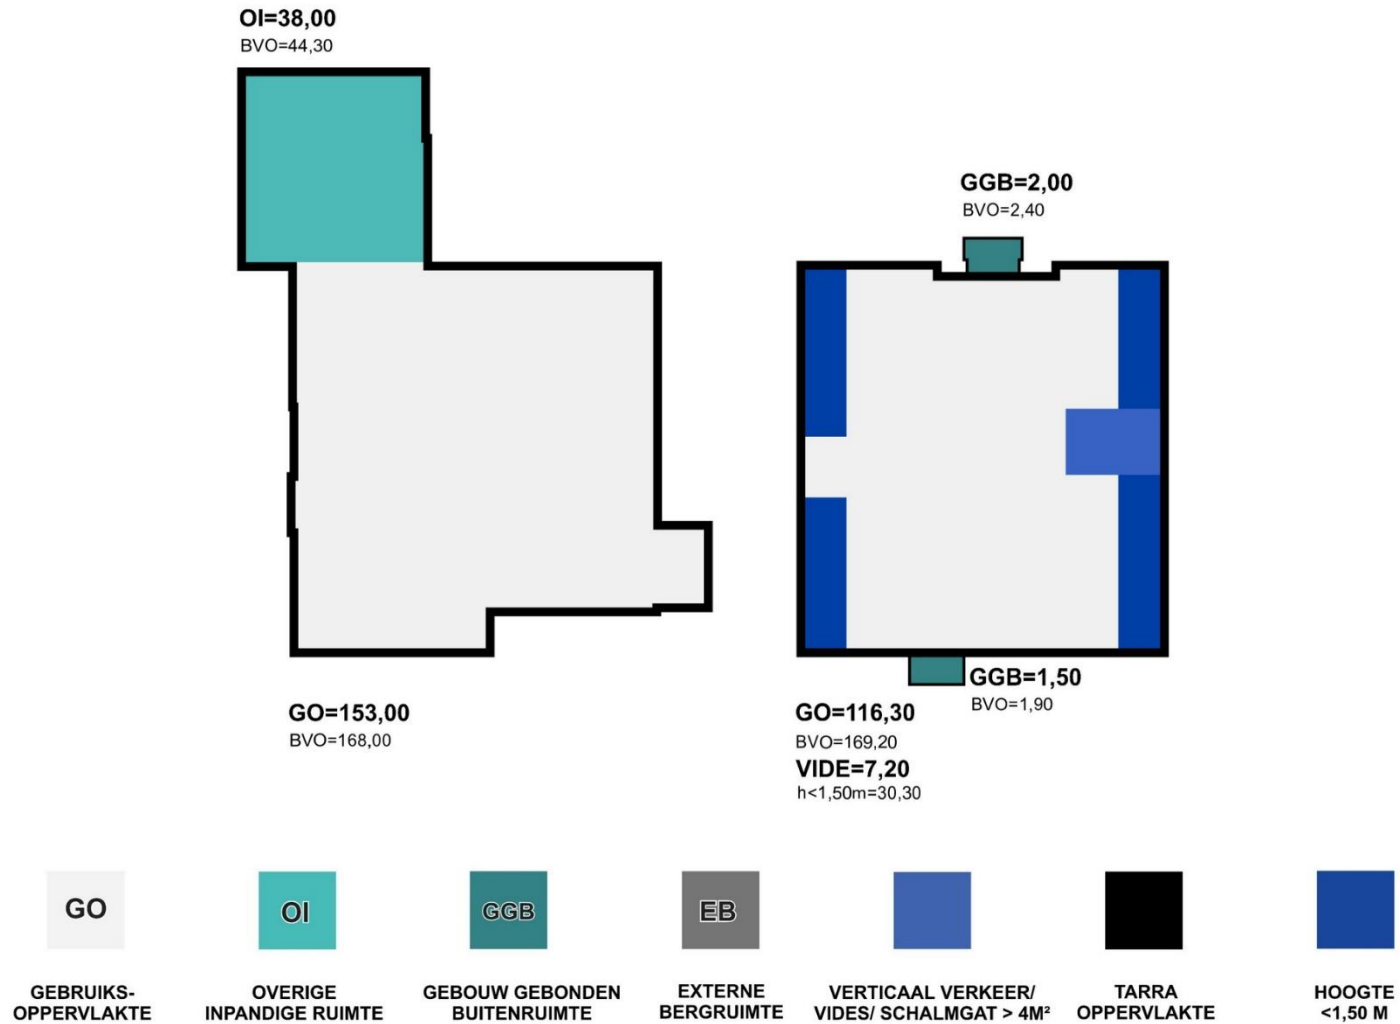 OI=38,00
BVO=44,30
GGB=2,00
BVO=2,40
GGB=1,50
BVO=1,90
GO=153,00
BVO=168,00
GO=116,30
BVO=169,20
VIDE=7,20
h<1,50m=30,30
GO
OI
GGB
EB
GEBRUIKS-
OPPERVLAKTE
OVERIGE
INPANDIGE RUIMTE
GEBOUW GEBONDEN
BUITENRUIMTE
EXTERNE
BERGRUIMTE
VERTICAAL VERKEER/
VIDES/ SCHALMGAT > 4M²
TARRA
OPPERVLAKTE
HOOGTE
<1,50 M